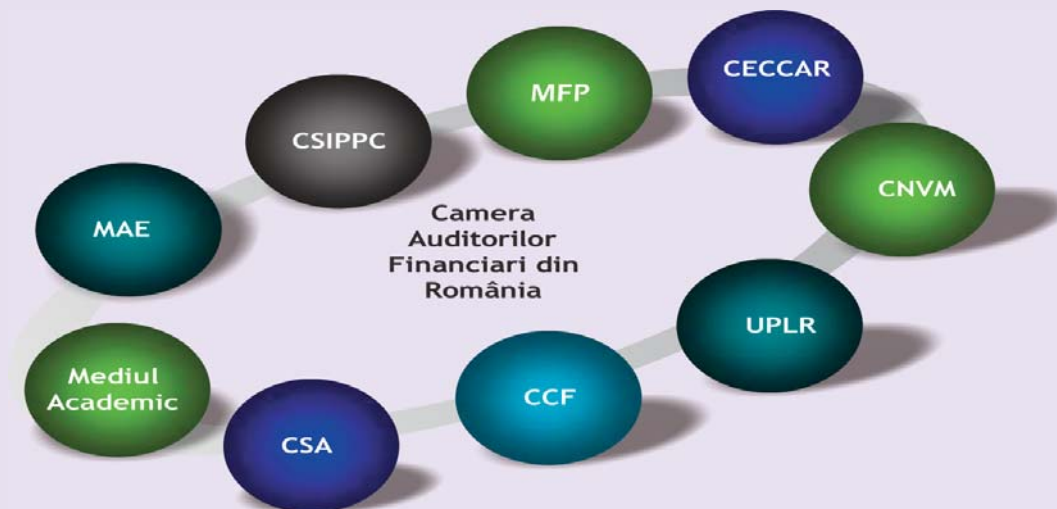 CECCAR
MFP
CSIPPC
CNVM
MAE
Camera
Auditorilor
Financiari din
România
UPLR
Mediul
Academic
CCF
CSA